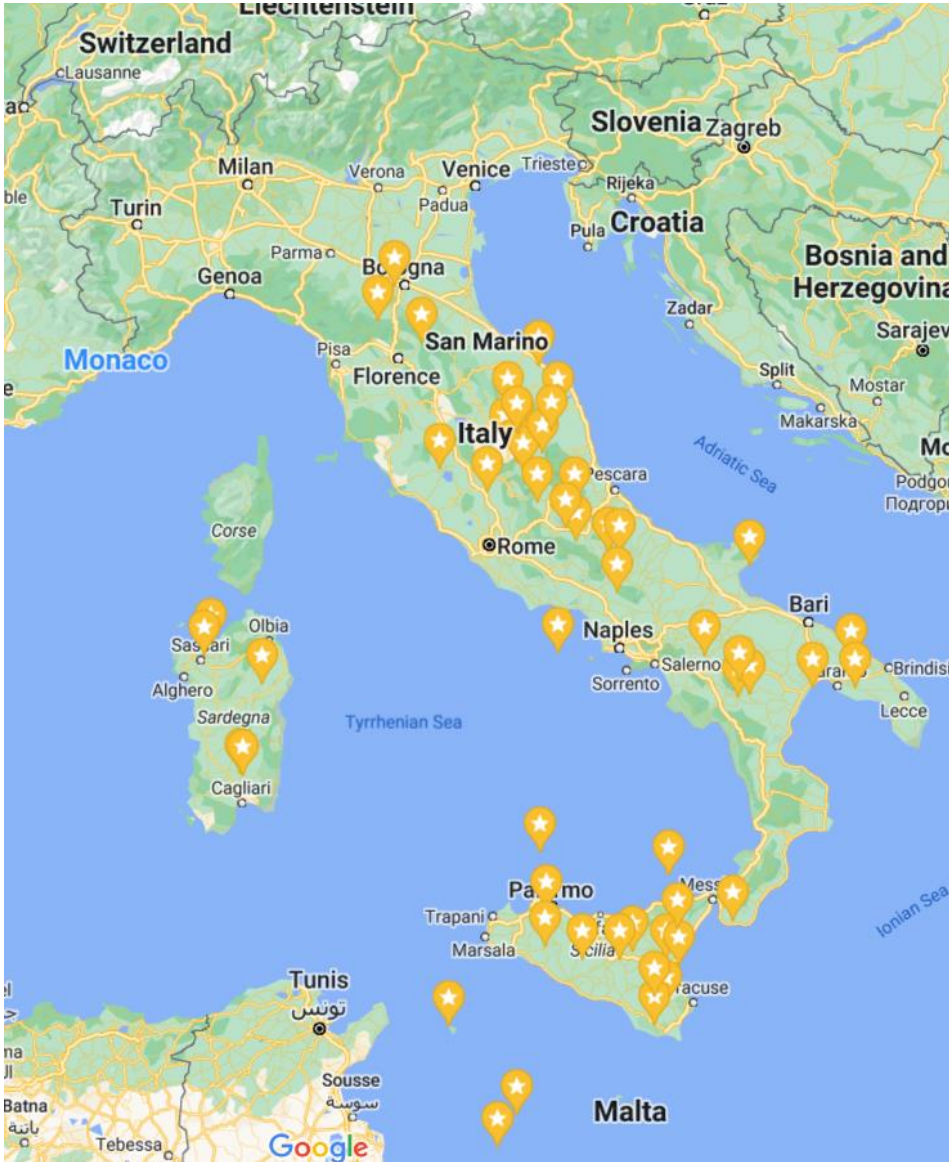 Liechtenstein
Switzerland
Lausanne
Slovenia
Zagreb
Milan
Verona
Venice
Trieste
Rijeka
Turin
Padua
Pula
Croatia
Parma
Bosnia and
Herzegovina
Genoa
Zadar
San Marino
Sarajev
Monaco
Pisa
Florence
Split
Mostar
Makarska
Italy
Adriatic Sea
Pescara
Podgor
Подгори
Corse
Rome
Bari
Olbia
Naples
Salerno
Brindisi
Alghero
Sorrento
Lecce
Sardegna
Tyrrhenian Sea
Cagliari
Ionian Sea
Trapani
Marsala
Sicilia
Tunis
تونس
Sousse
سوسة
Batna
باتنة
Malta
Tebessa
Google